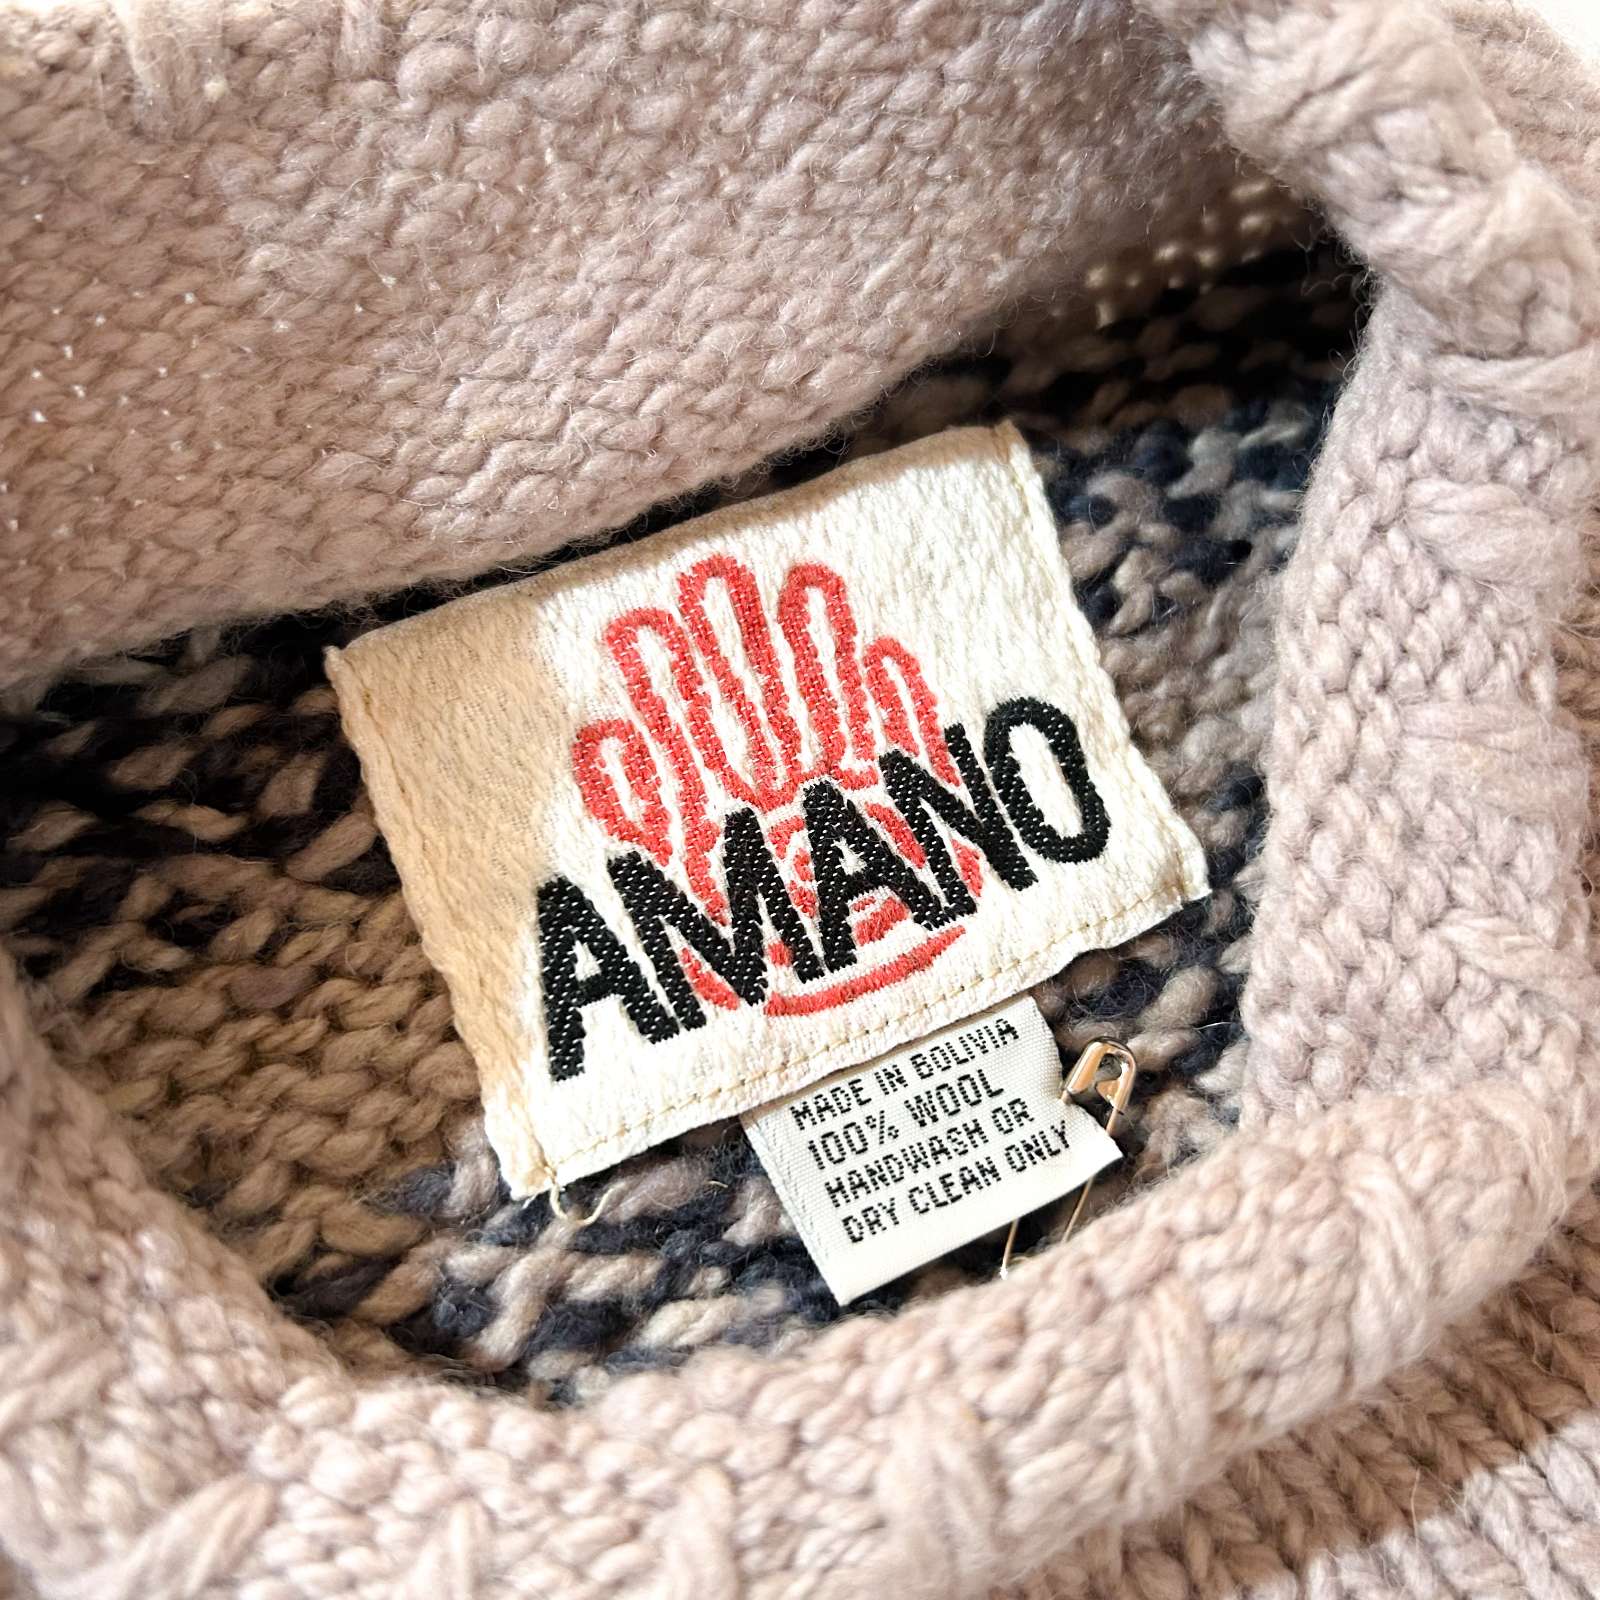 AMANO
MADE IN BOLIVIA
100% WOOL
HANDWASH OR
DRY CLEAN ONLY